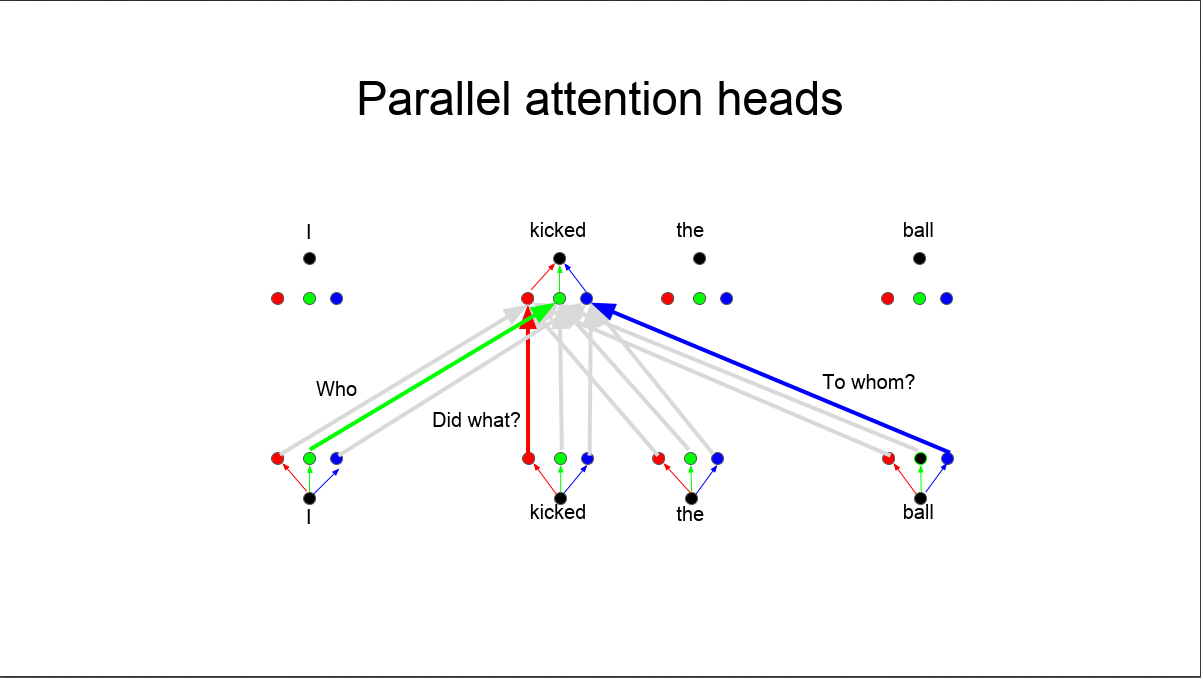 Parallel attention heads
I
kicked
the
ball
Who
Did what?
To whom?
I
kicked
the
ball